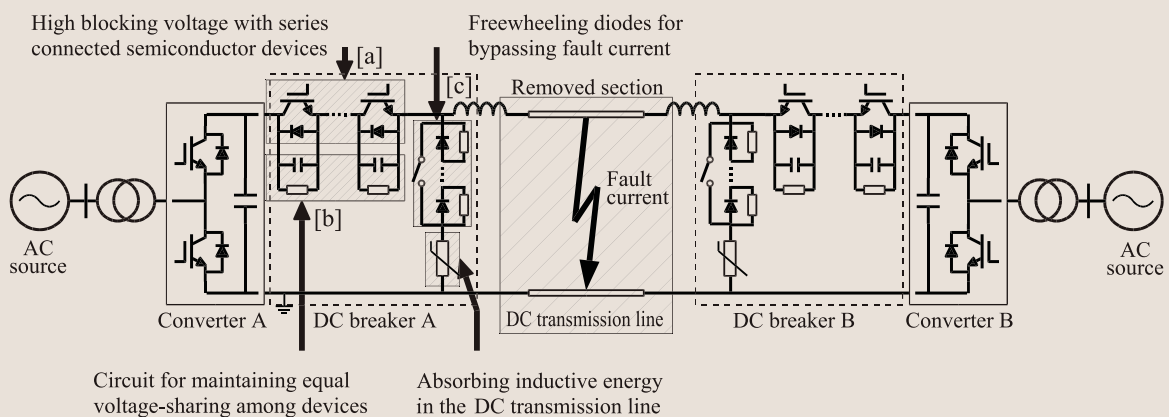 High blocking voltage with series
connected semiconductor devices
Freewheeling diodes for
bypassing fault current
[a]
[c]
Removed section
Fault
current
[b]
AC
source
AC
source
Converter A
DC breaker A
DC transmission line
DC breaker B
Converter B
Circuit for maintaining equal
voltage-sharing among devices
Absorbing inductive energy
in the DC transmission line